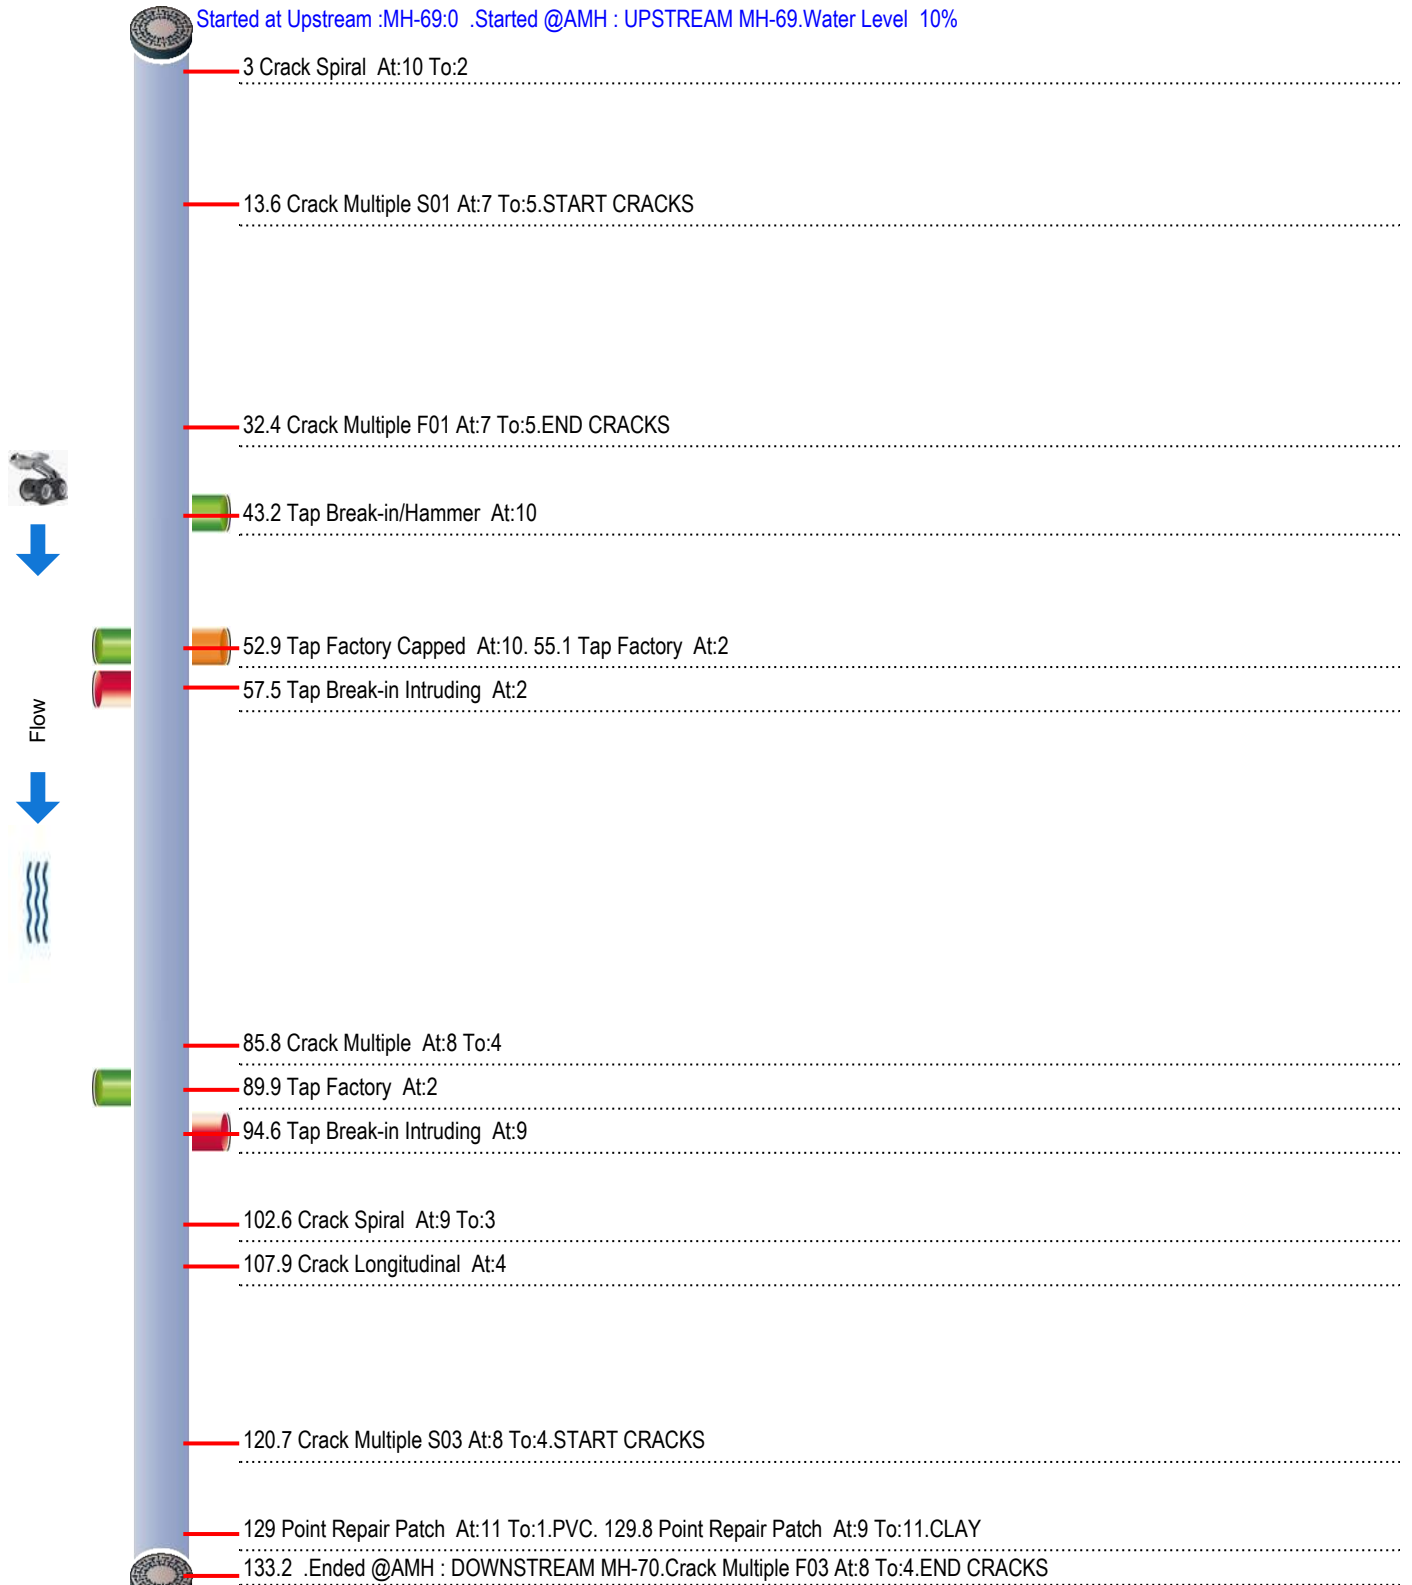 Started at Upstream :MH-69:0 .Started @AMH : UPSTREAM MH-69.Water Level 10%
3 Crack Spiral At:10 To:2
13.6 Crack Multiple S01 At:7 To:5.START CRACKS
32.4 Crack Multiple F01 At:7 To:5.END CRACKS
43.2 Tap Break-in/Hammer At:10
52.9 Tap Factory Capped At:10. 55.1 Tap Factory At:2
57.5 Tap Break-in Intruding At:2
Flow
85.8 Crack Multiple At:8 To:4
89.9 Tap Factory At:2
94.6 Tap Break-in Intruding At:9
102.6 Crack Spiral At:9 To:3
107.9 Crack Longitudinal At:4
120.7 Crack Multiple S03 At:8 To:4.START CRACKS
129 Point Repair Patch At:11 To:1.PVC. 129.8 Point Repair Patch At:9 To:11.CLAY
133.2 .Ended @AMH : DOWNSTREAM MH-70.Crack Multiple F03 At:8 To:4.END CRACKS